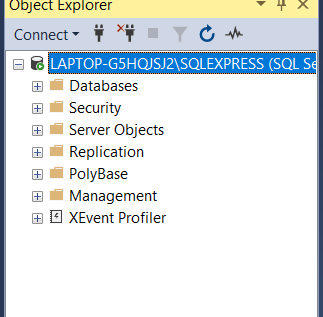 Object Explorer
Connect
LAPTOP-G5HQJSJ2\SQLEXPRESS (SQL Se
Databases
Security
Server Objects
Replication
PolyBase
Management
XEvent Profiler